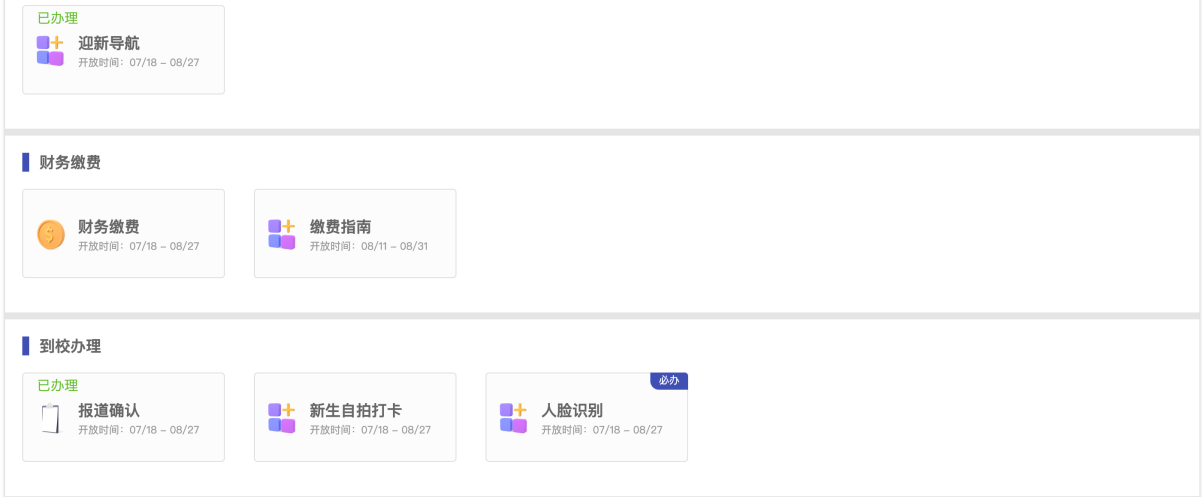 已办理
迎新导航
开放时间：07/18 – 08/27
财务缴费
财务缴费
开放时间：07/18 – 08/27
缴费指南
开放时间：08/11 – 08/31
到校办理
已办理
报道确认
开放时间：07/18 – 08/27
新生自拍打卡
开放时间：07/18 – 08/27
必办
人脸识别
开放时间：07/18 – 08/27